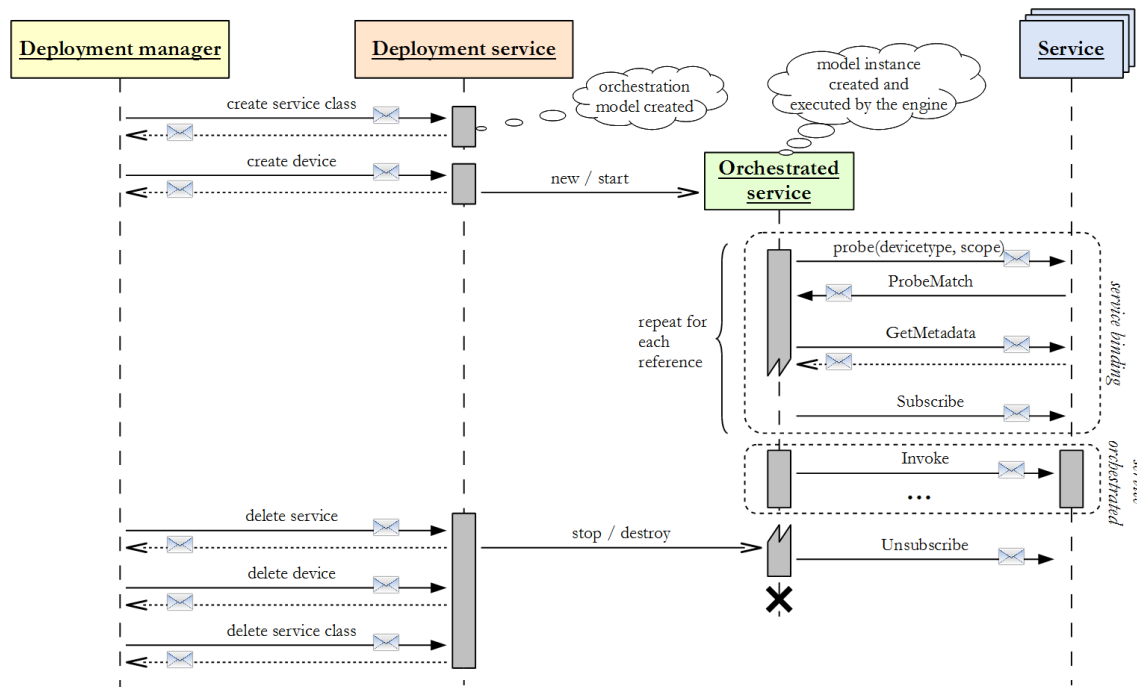 Deployment manager
Deployment service
Service
orchestration
model created
model instance
created and
executed by the engine
create service class
create device
new / start
Orchestrated
service
probe(devicetype, scope)
ProbeMatch
repeat for
each
reference
GetMetadata
Subscribe
service binding
Invoke
...
orchestrated
service
delete service
stop / destroy
Unsubscribe
delete device
delete service class